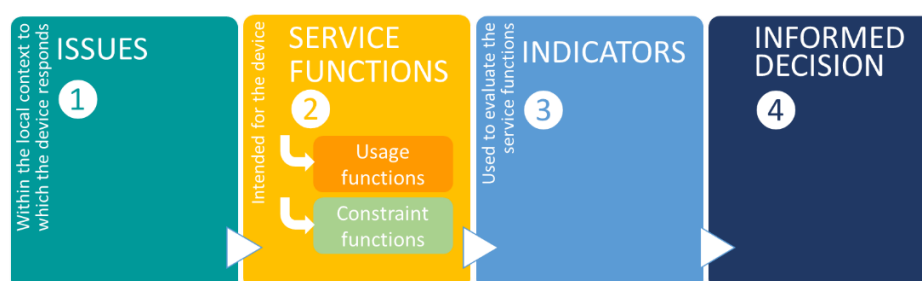 Within the local context to
which the device responds
ISSUES
1
Intended for the device
SERVICE
FUNCTIONS
2
Usage
functions
Constraint
functions
Used to evaluate the
service functions
INDICATORS
3
INFORMED
DECISION
4